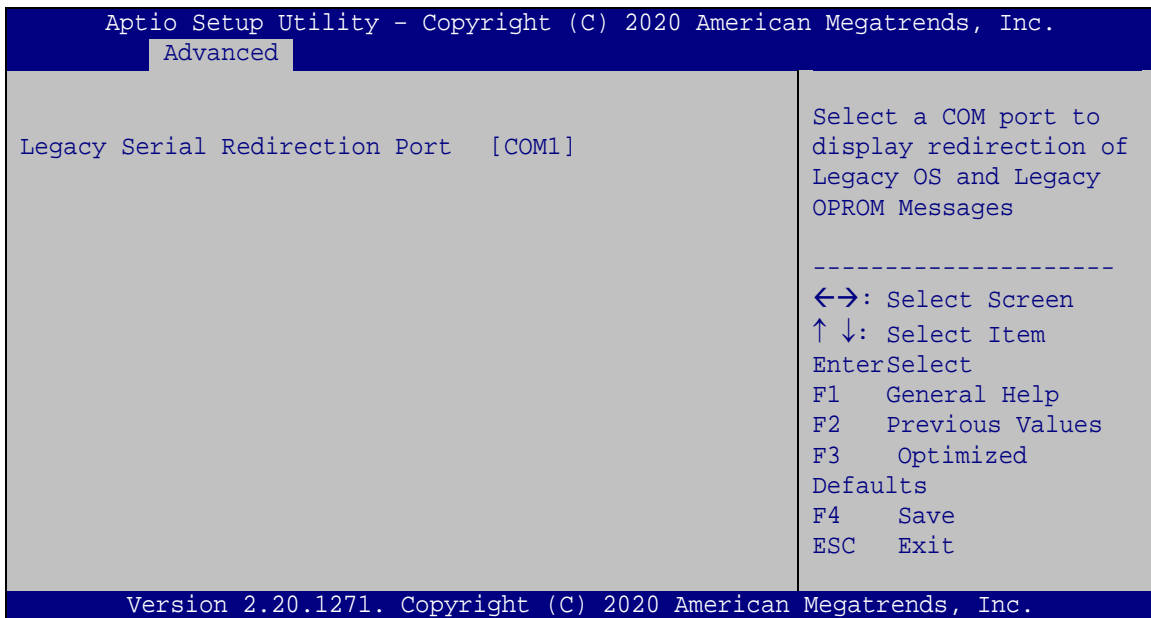 Aptio Setup Utility – Copyright (C) 2020 American Megatrends, Inc.
Advanced
Legacy Serial Redirection Port [COM1]
Select a COM port to
display redirection of
Legacy OS and Legacy
OPROM Messages
---------------------
←→: Select Screen
↑ ↓: Select Item
EnterSelect
F1 General Help
F2 Previous Values
F3 Optimized
Defaults
F4 Save
ESC Exit
Version 2.20.1271. Copyright (C) 2020 American Megatrends, Inc.